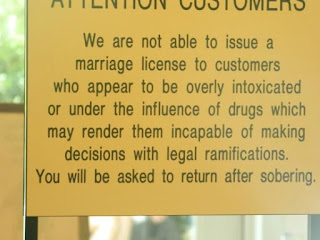 ATTENTION CUSTOMERS
We are not able to issue a
marriage license to customers
who appear to be overly intoxicated
or under the influence of drugs which
may render them incapable of making
decisions with legal ramifications.
You will be asked to return after sobering.